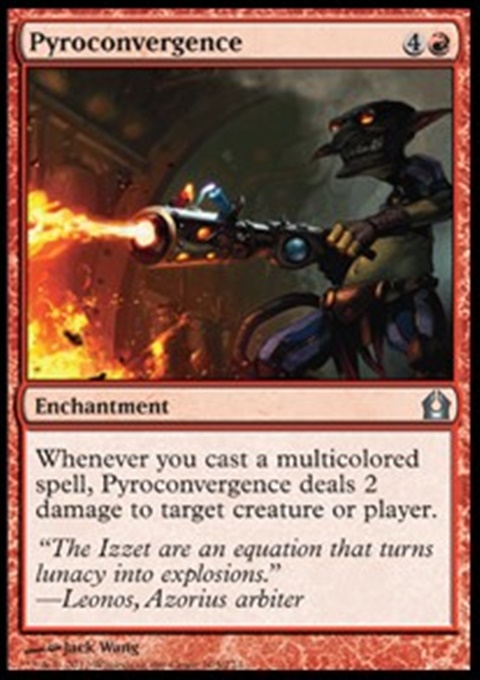 Pyroconvergence 4
Enchantment
Whenever you cast a multicolored
spell, Pyroconvergence deals 2
damage to target creature or player.
“The Izzet are an equation that turns
lunacy into explosions.”
—Leonos, Azorius arbiter
Jack Wang